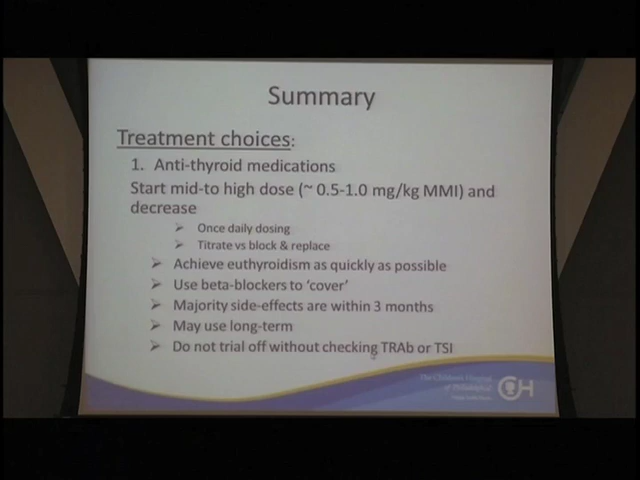 Summary
Treatment choices:
1. Anti-thyroid medications
Start mid-to high dose (~ 0.5-1.0 mg/kg MMI) and
decrease
➢ Once daily dosing
➢ Titrate vs block & replace
➢ Achieve euthyroidism as quickly as possible
➢ Use beta-blockers to 'cover'
➢ Majority side-effects are within 3 months
➢ May use long-term
➢ Do not trial off without checking TRAb or TSI
The Children's Hospital
of Philadelphia